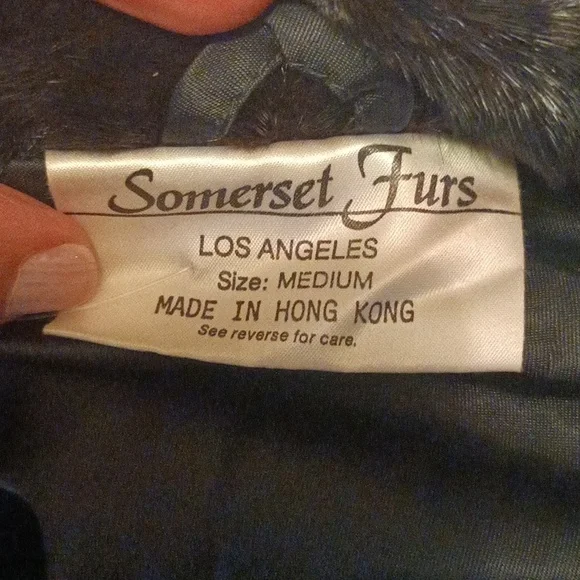 Somerset Furs
LOS ANGELES
Size: MEDIUM
MADE IN HONG KONG
See reverse for care.